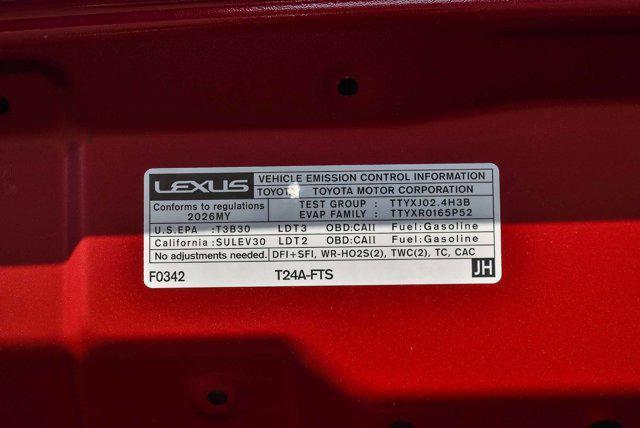 LEXUS VEHICLE EMISSION CONTROL INFORMATION
TOYOTA TOYOTA MOTOR CORPORATION
Conforms to regulations TEST GROUP : TTYXJ02.4H3B
2026MY EVAP FAMILY : TTYXR0165P52
U.S.EPA :T3B30 LDT3 OBD:CAII Fuel:Gasoline
California :SULEV30 LDT2 OBD:CAII Fuel:Gasoline
No adjustments needed. DFI+SFI, WR-HO2S(2), TWC(2), TC, CAC
F0342 T24A-FTS JH